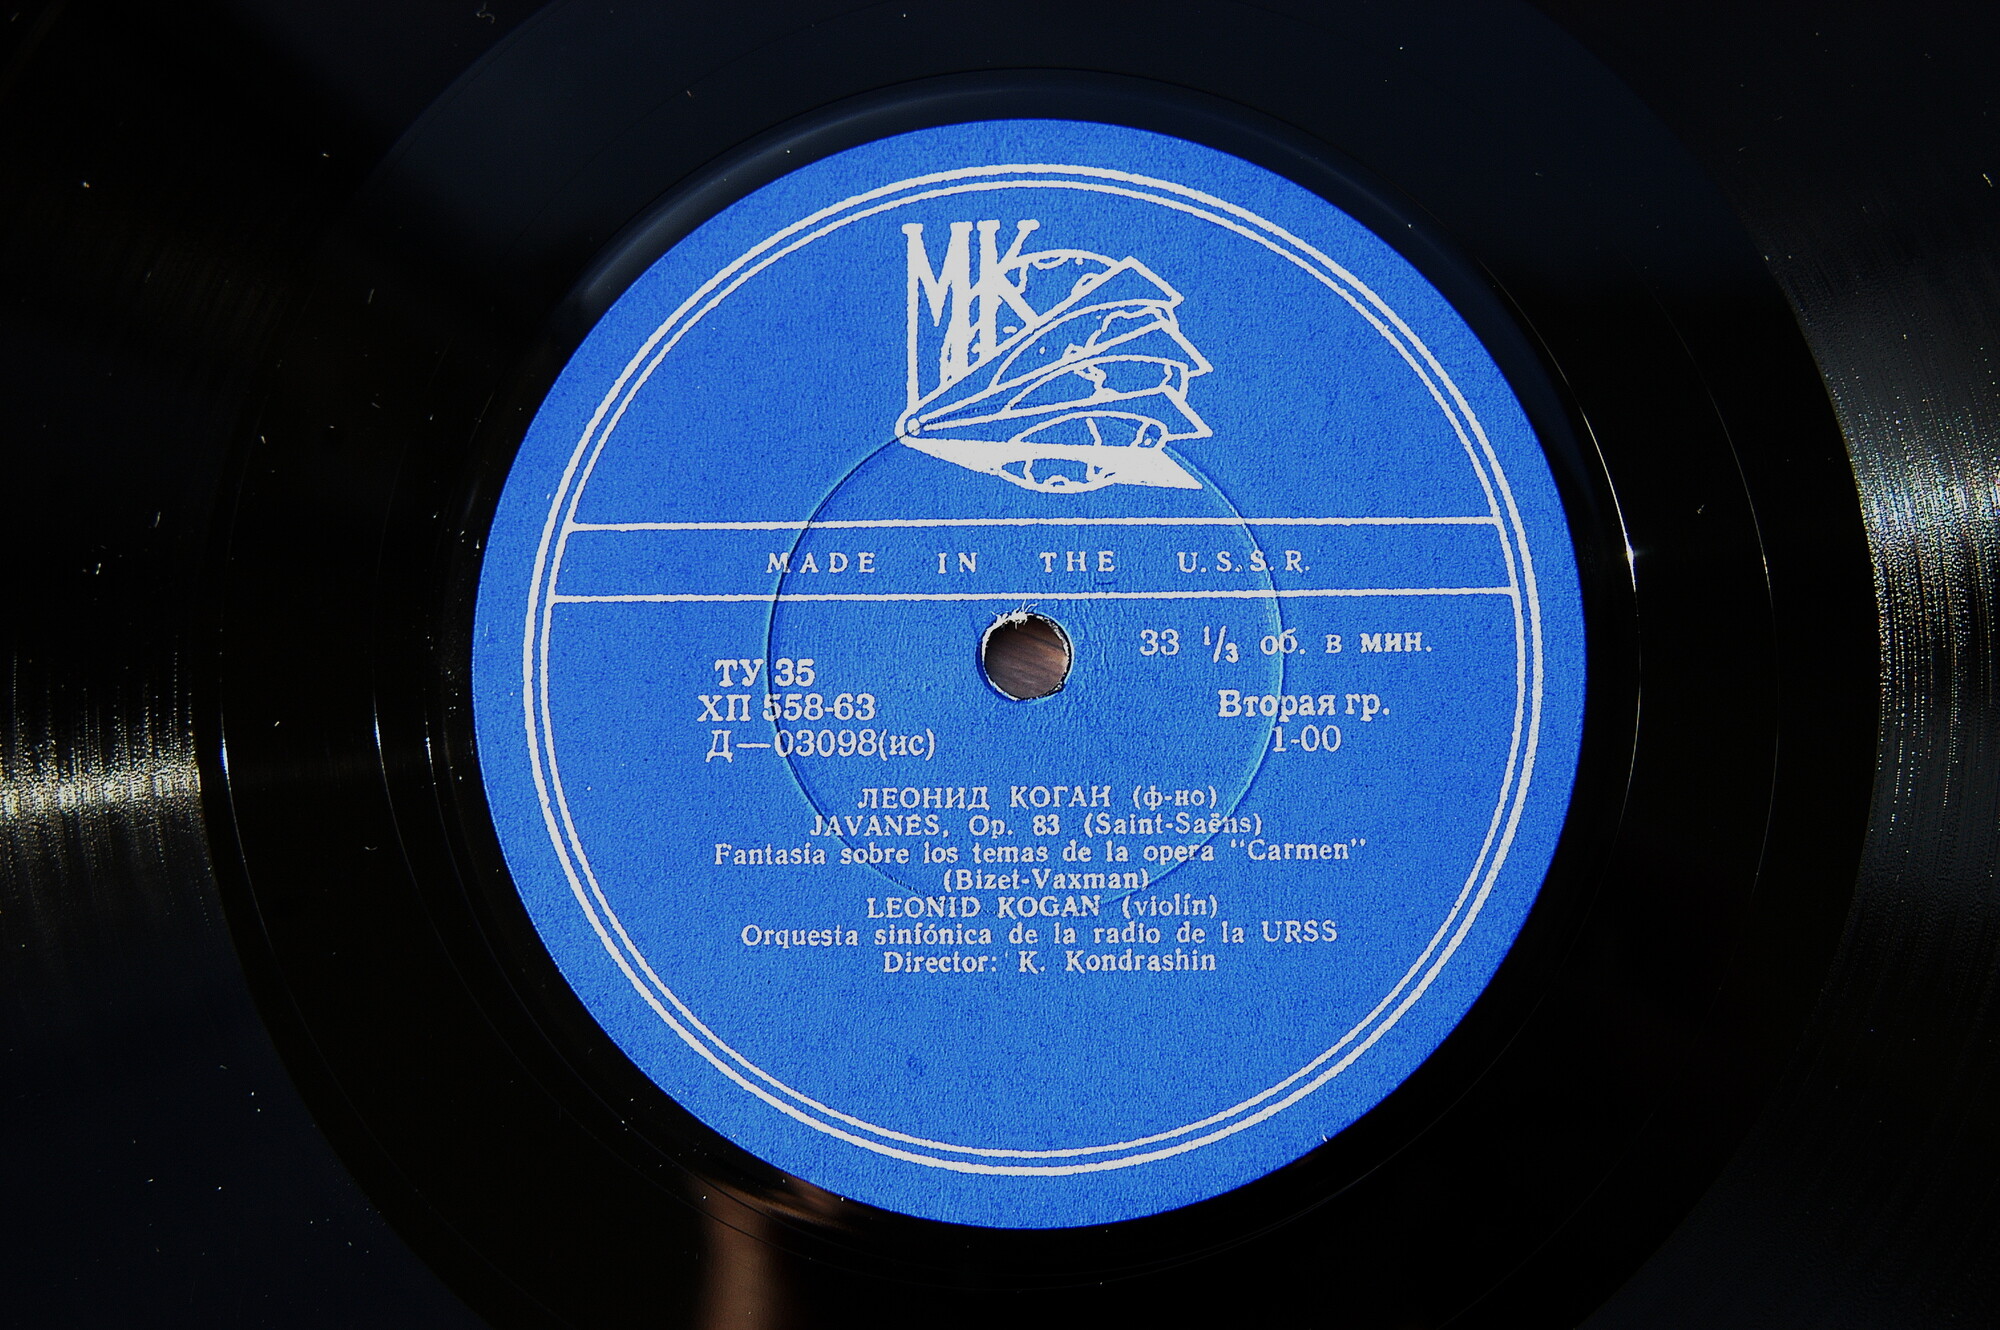 МК
MADE IN THE U.S.S.R.
33 1/3 об. в мин.
ТУ 35
ХП 558-63
Д—03098(ис)
Вторая гр.
1-00
ЛЕОНИД КОГАН (ф-но)
JAVANÉS, Op. 83 (Saint-Saëns)
Fantasía sobre los temas de la opera "Carmen"
(Bizet-Vaxman)
LEONID KOGAN (violín)
Orquesta sinfónica de la radio de la URSS
Director: K. Kondrashin